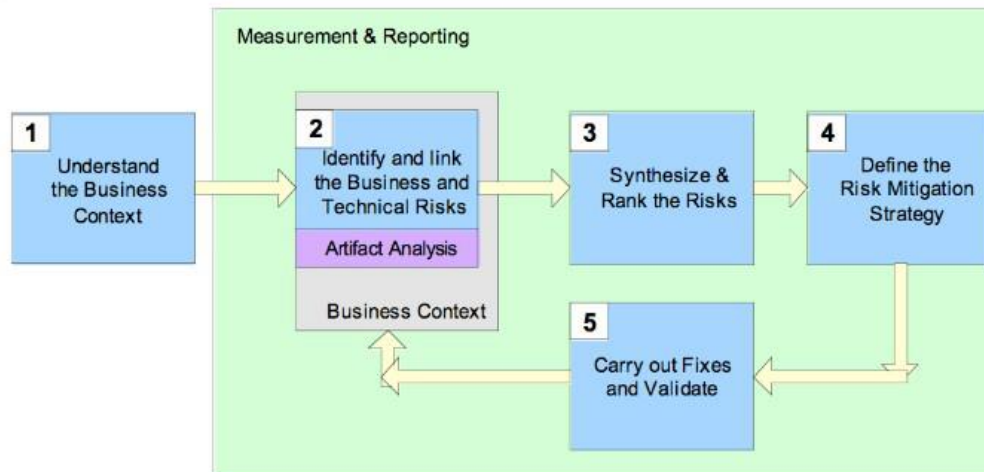 Measurement & Reporting
1
Understand
the Business
Context
2
Identify and link
the Business and
Technical Risks
Artifact Analysis
Business Context
3
Synthesize &
Rank the Risks
4
Define the
Risk Mitigation
Strategy
5
Carry out Fixes
and Validate